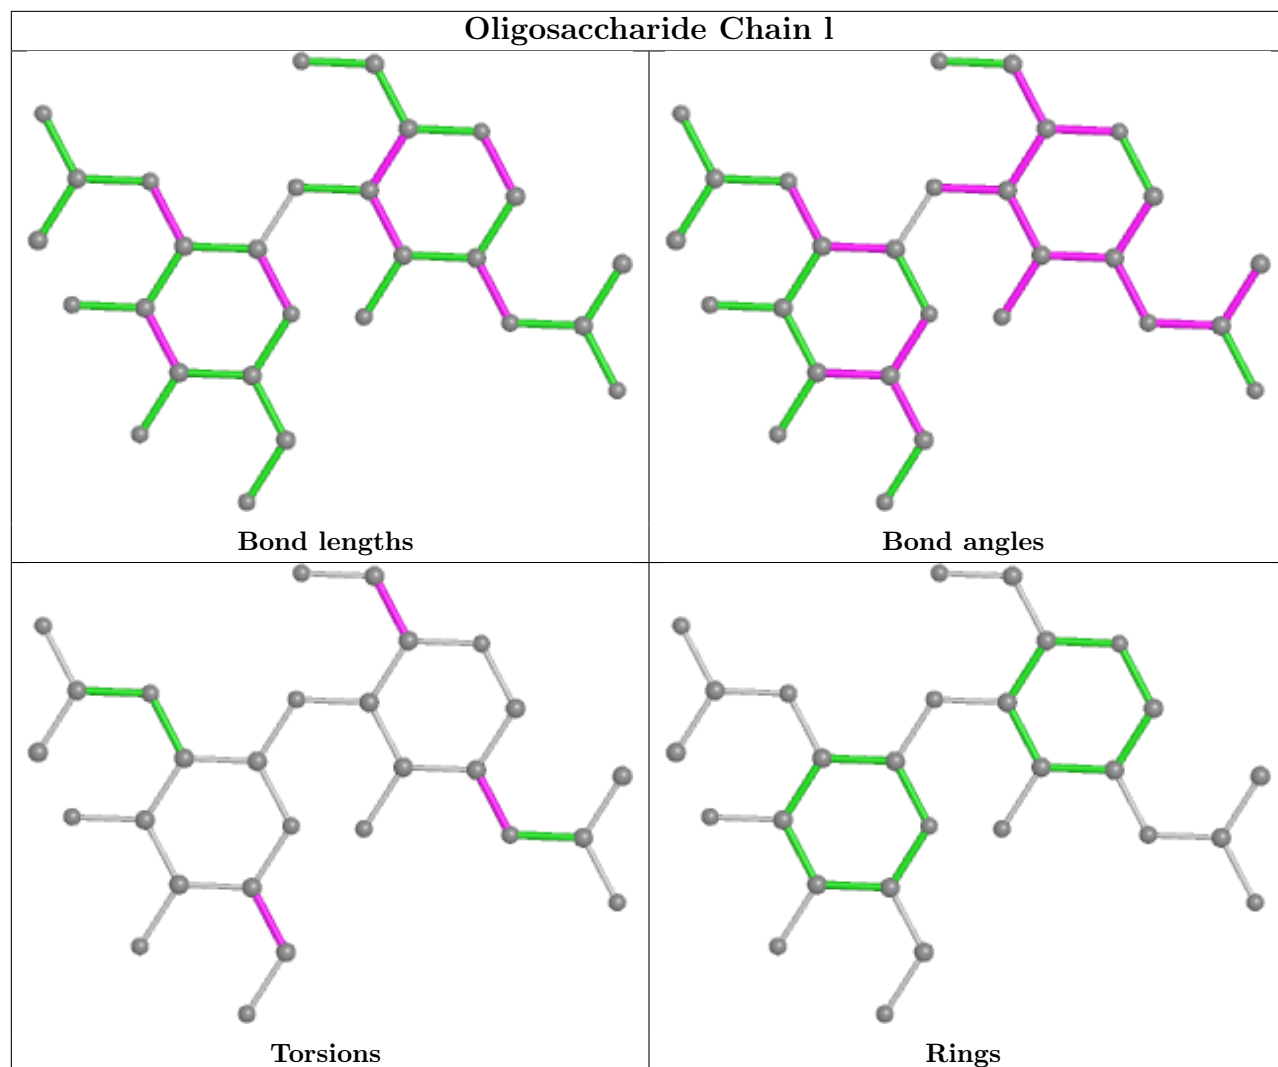 Oligosaccharide Chain l
Bond lengths
Bond angles
Torsions
Rings